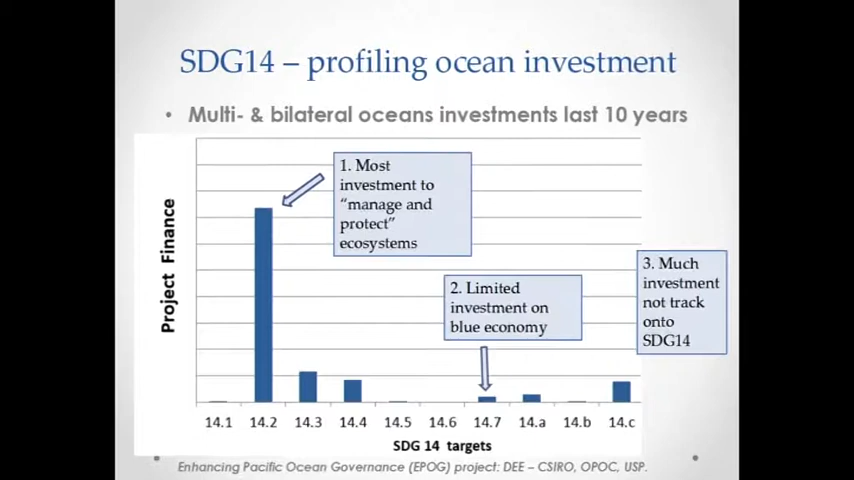 SDG14 – profiling ocean investment
• Multi- & bilateral oceans investments last 10 years
1. Most
investment to
“manage and
protect”
ecosystems
2. Limited
investment on
blue economy
3. Much
investment
not track
onto
SDG14
Project Finance
14.1 14.2 14.3 14.4 14.5 14.6 14.7 14.a 14.b 14.c
SDG 14 targets
Enhancing Pacific Ocean Governance (EPOG) project: DEE – CSIRO, OPOC, USP.